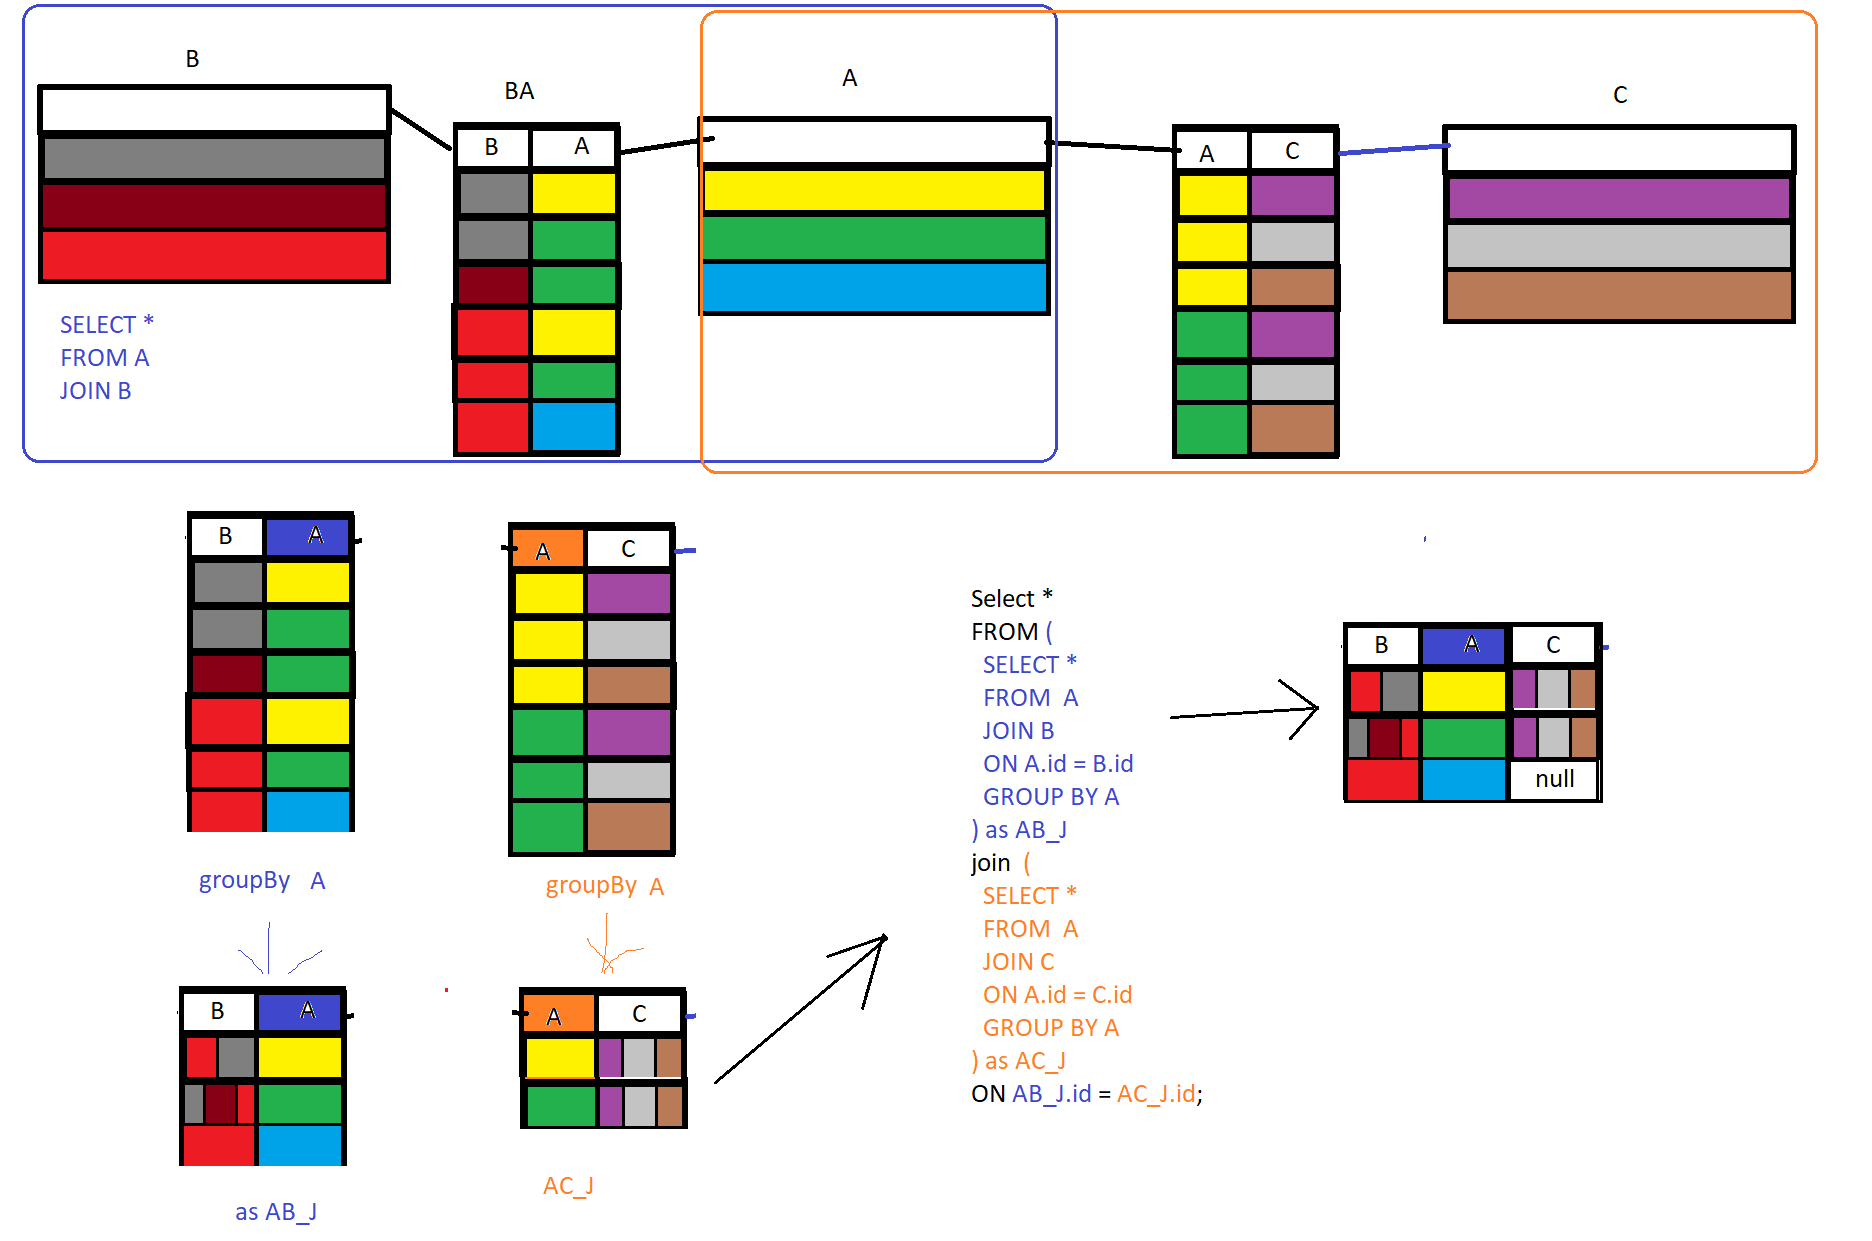 B
BA
A
C
B A
A C
SELECT *
FROM A
JOIN B
B A
A C
groupBy A
groupBy A
B A
A C
as AB_J
AC_J
Select *
FROM (
SELECT *
FROM A
JOIN B
ON A.id = B.id
GROUP BY A
) as AB_J
join (
SELECT *
FROM A
JOIN C
ON A.id = C.id
GROUP BY A
) as AC_J
ON AB_J.id = AC_J.id;
B A C
null